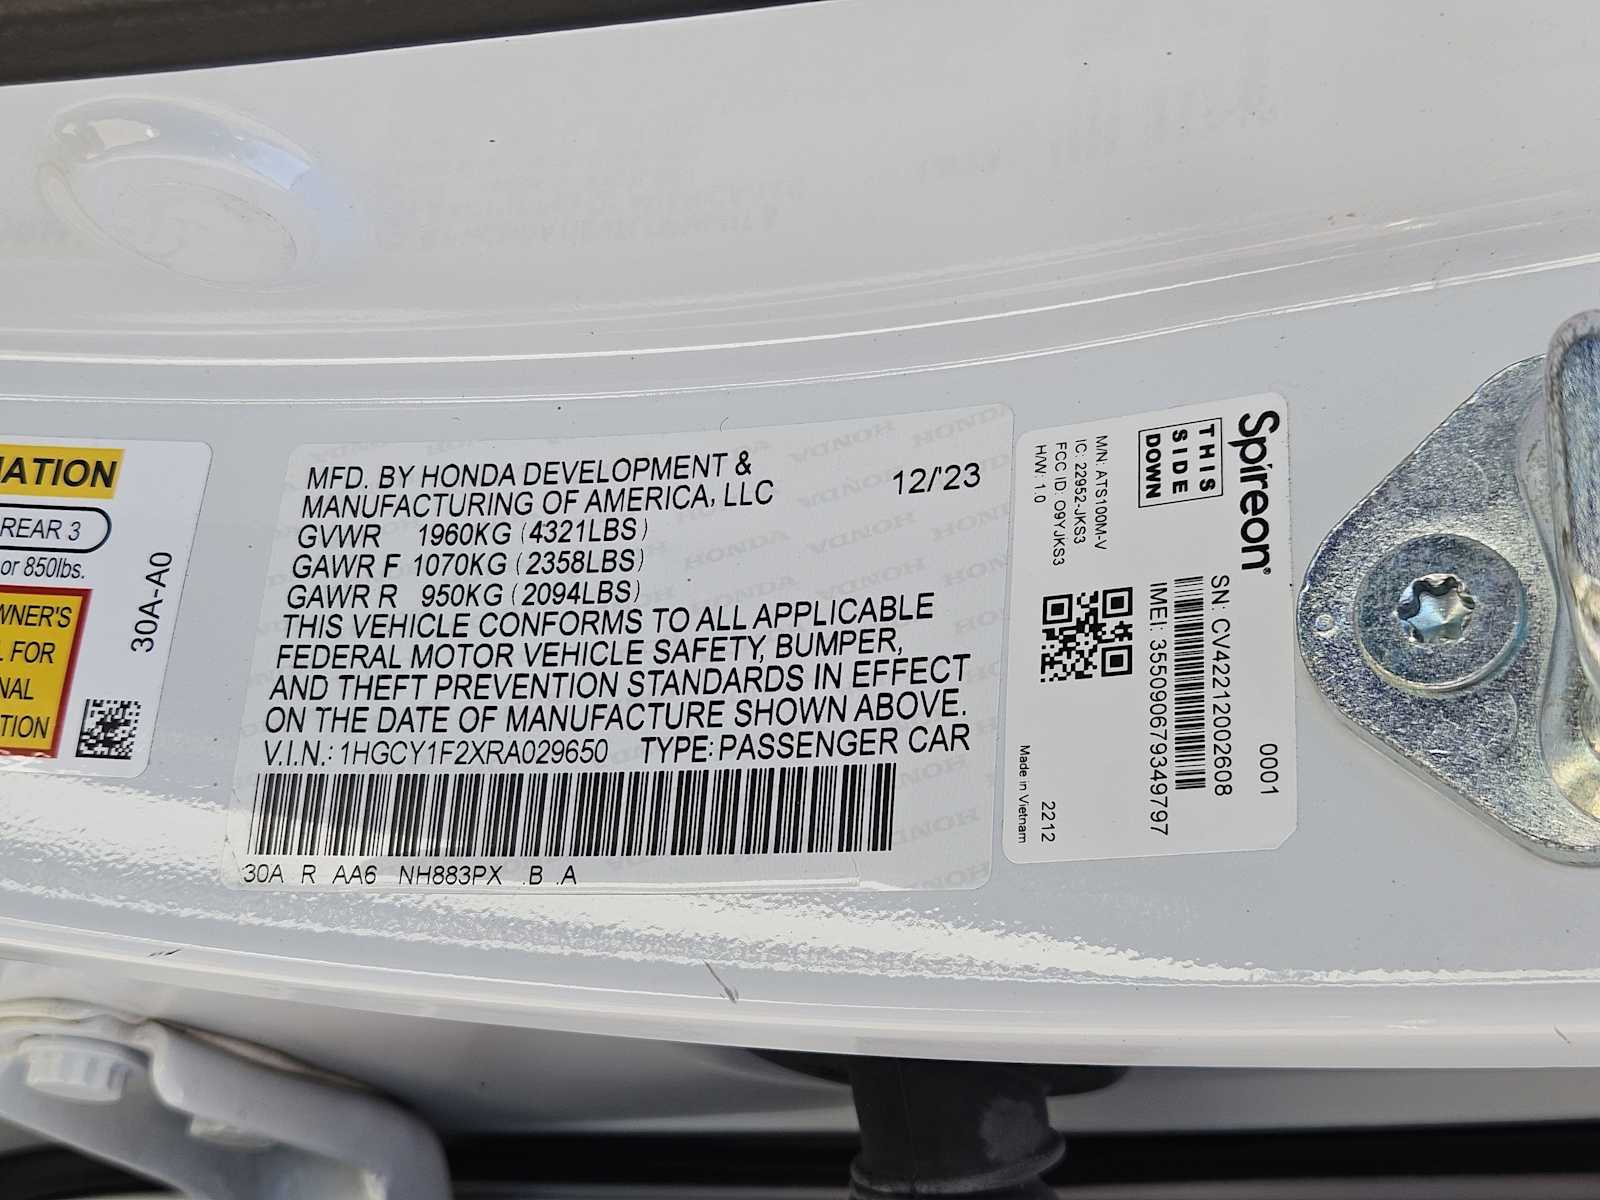 MATION
REAR 3
or 850lbs.
WNER'S
FOR
NAL
TION
30A-A0
MFD. BY HONDA DEVELOPMENT &
MANUFACTURING OF AMERICA, LLC
12/'23
GVWR 1960KG (4321LBS)
GAWR F 1070KG (2358LBS)
GAWR R 950KG (2094LBS)
THIS VEHICLE CONFORMS TO ALL APPLICABLE
FEDERAL MOTOR VEHICLE SAFETY, BUMPER,
AND THEFT PREVENTION STANDARDS IN EFFECT
ON THE DATE OF MANUFACTURE SHOWN ABOVE.
V.I.N.: 1HGCY1F2XRA029650 TYPE: PASSENGER CAR
30A R AA6 NH883PX .B .A
Spireon®
THIS
SIDE
DOWN
M/N: ATS100M-V
IC: 22952-JKS3
FCC ID: O9YJKS3
H/W: 1.0
SN: CV42212002608
IMEI: 355090679349797
0001
2212
Made in Vietnam